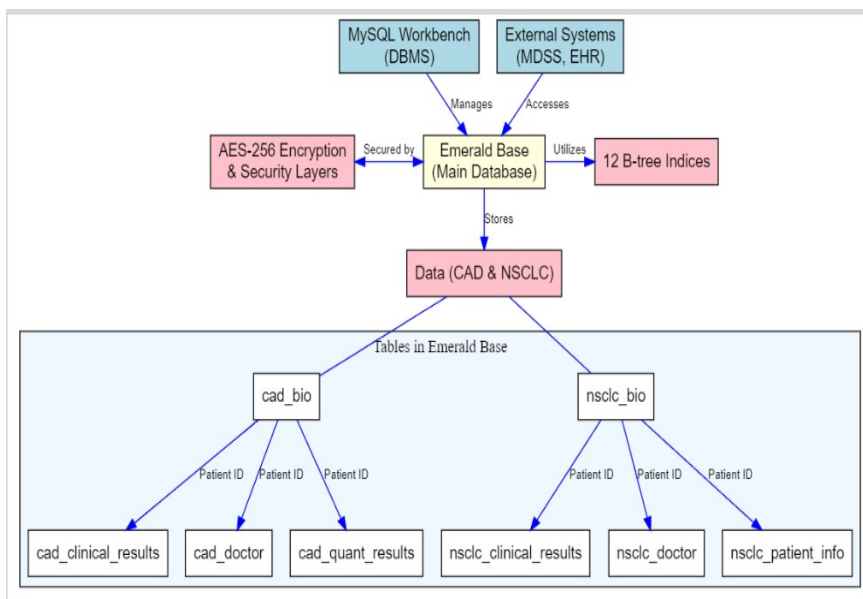 MySQL Workbench
(DBMS)
External Systems
(MDSS, EHR)
Manages
Accesses
AES-256 Encryption
& Security Layers
Secured by
Emerald Base
(Main Database)
Utilizes
12 B-tree Indices
Stores
Data (CAD & NSCLC)
Tables in Emerald Base
cad_bio
nsclc_bio
Patient ID
Patient ID
Patient ID
Patient ID
Patient ID
Patient ID
cad_clinical_results
cad_doctor
cad_quant_results
nsclc_clinical_results
nsclc_doctor
nsclc_patient_info